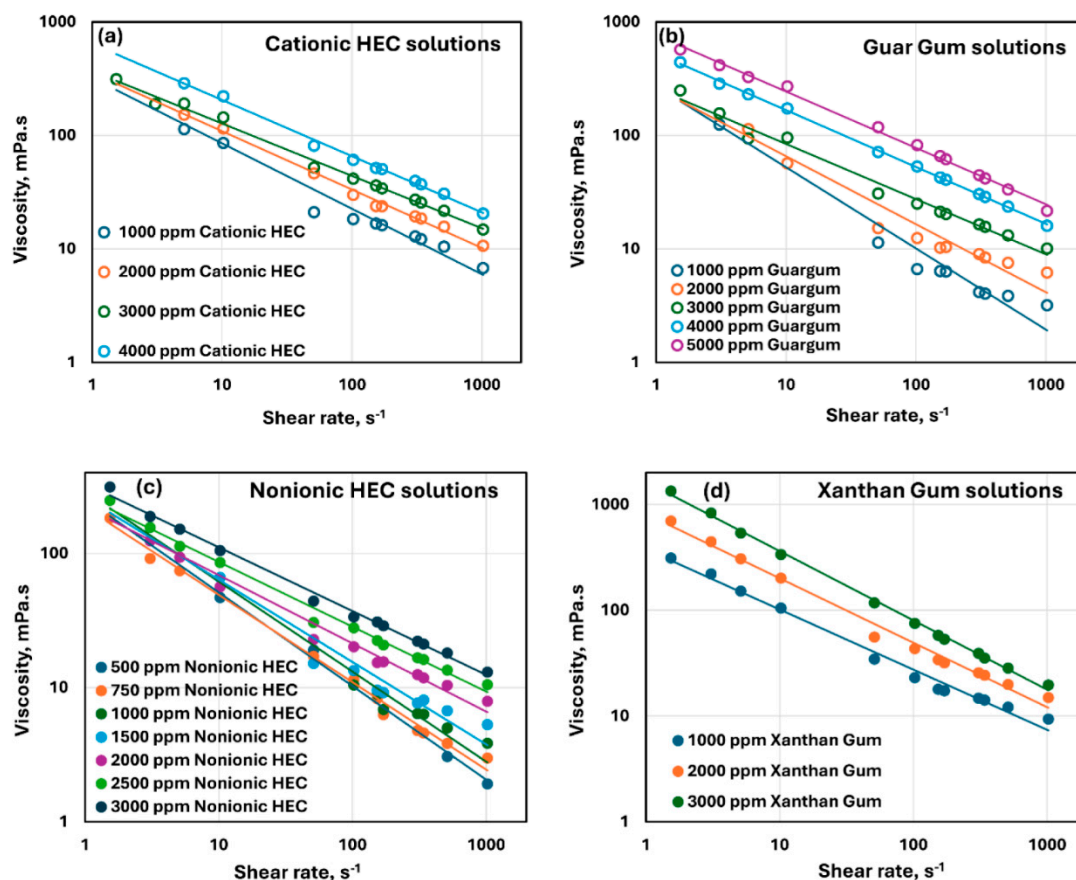 (a)
Cationic HEC solutions
1000
100
10
1
Viscosity, mPa.s
1000 ppm Cationic HEC
2000 ppm Cationic HEC
3000 ppm Cationic HEC
4000 ppm Cationic HEC
1 10 100 1000
Shear rate, s⁻¹
(b)
Guar Gum solutions
1000
100
10
1
Viscosity, mPa.s
1000 ppm Guargum
2000 ppm Guargum
3000 ppm Guargum
4000 ppm Guargum
5000 ppm Guargum
1 10 100 1000
Shear rate, s⁻¹
(c)
Nonionic HEC solutions
100
10
1
Viscosity, mPa.s
500 ppm Nonionic HEC
750 ppm Nonionic HEC
1000 ppm Nonionic HEC
1500 ppm Nonionic HEC
2000 ppm Nonionic HEC
2500 ppm Nonionic HEC
3000 ppm Nonionic HEC
1 10 100 1000
Shear rate, s⁻¹
(d)
Xanthan Gum solutions
1000
100
10
1
Viscosity, mPa.s
1000 ppm Xanthan Gum
2000 ppm Xanthan Gum
3000 ppm Xanthan Gum
1 10 100 1000
Shear rate, s⁻¹